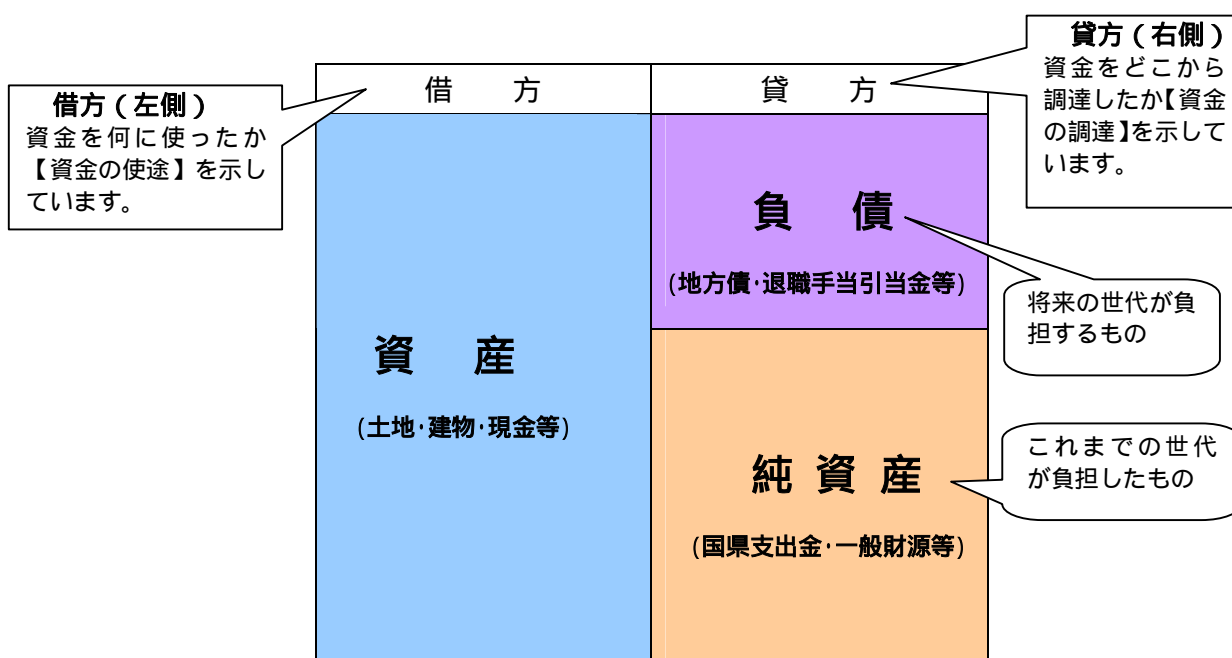 貸方（右側）
資金をどこから
調達したか【資金
の調達】を示して
います。
借方（左側）
資金を何に使ったか
【資金の使途】を示し
ています。
借　方
貸　方
負　債
(地方債･退職手当引当金等)
将来の世代が負
担するもの
資　産
(土地･建物･現金等)
これまでの世代
が負担したもの
純 資 産
(国県支出金･一般財源等)